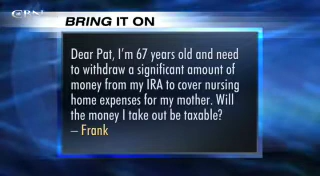 CBN
BRING IT ON
Dear Pat, I'm 67 years old and need
to withdraw a significant amount of
money from my IRA to cover nursing
home expenses for my mother. Will
the money I take out be taxable?
– Frank